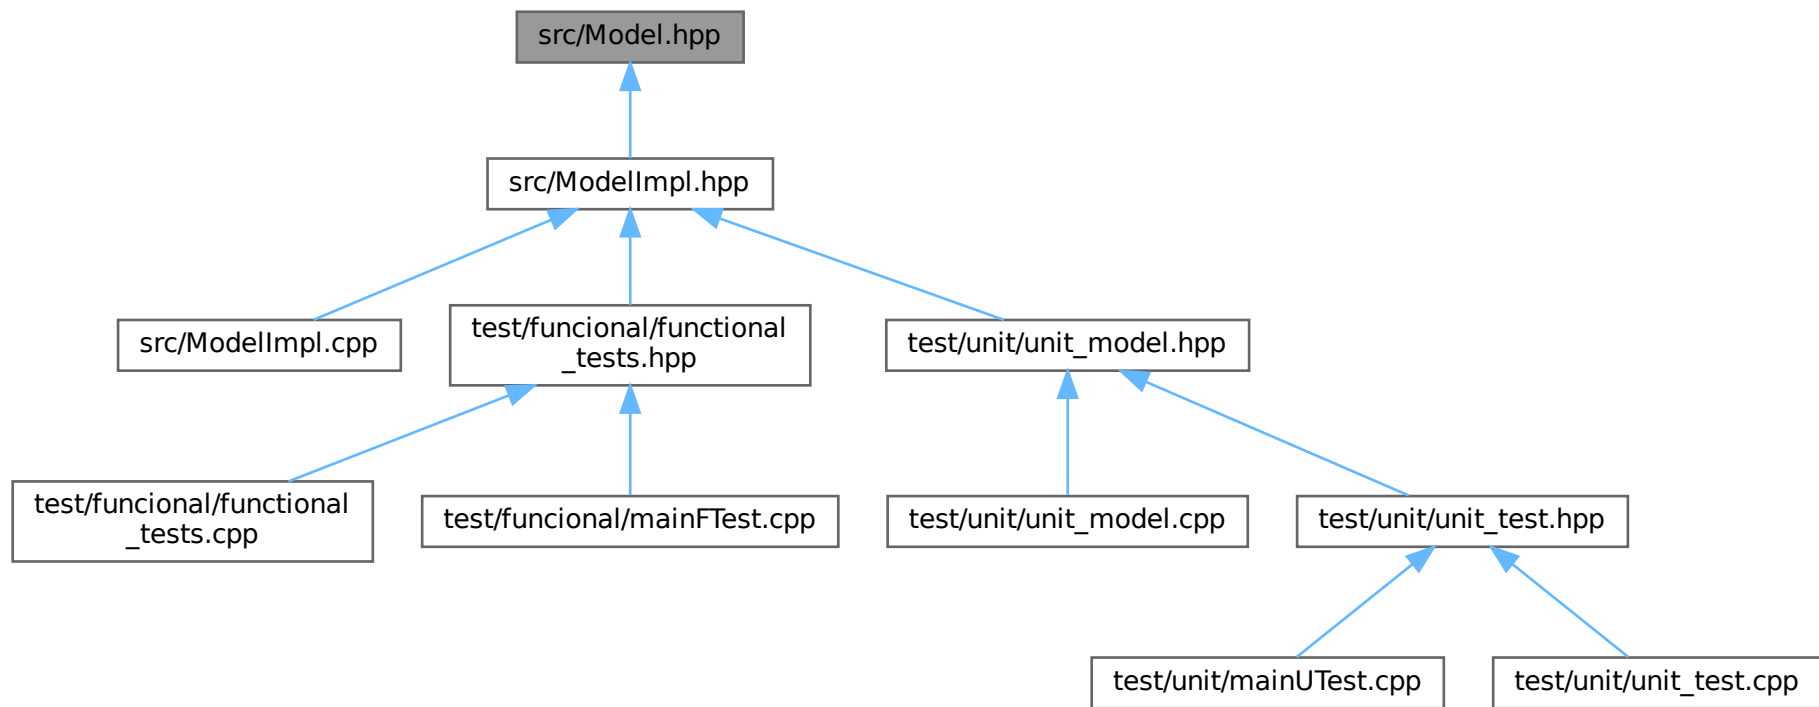 src/Model.hpp
src/ModelImpl.hpp
src/ModelImpl.cpp
test/funcional/functional
_tests.hpp
test/unit/unit_model.hpp
test/funcional/functional
_tests.cpp
test/funcional/mainFTest.cpp
test/unit/unit_model.cpp
test/unit/unit_test.hpp
test/unit/mainUTest.cpp
test/unit/unit_test.cpp